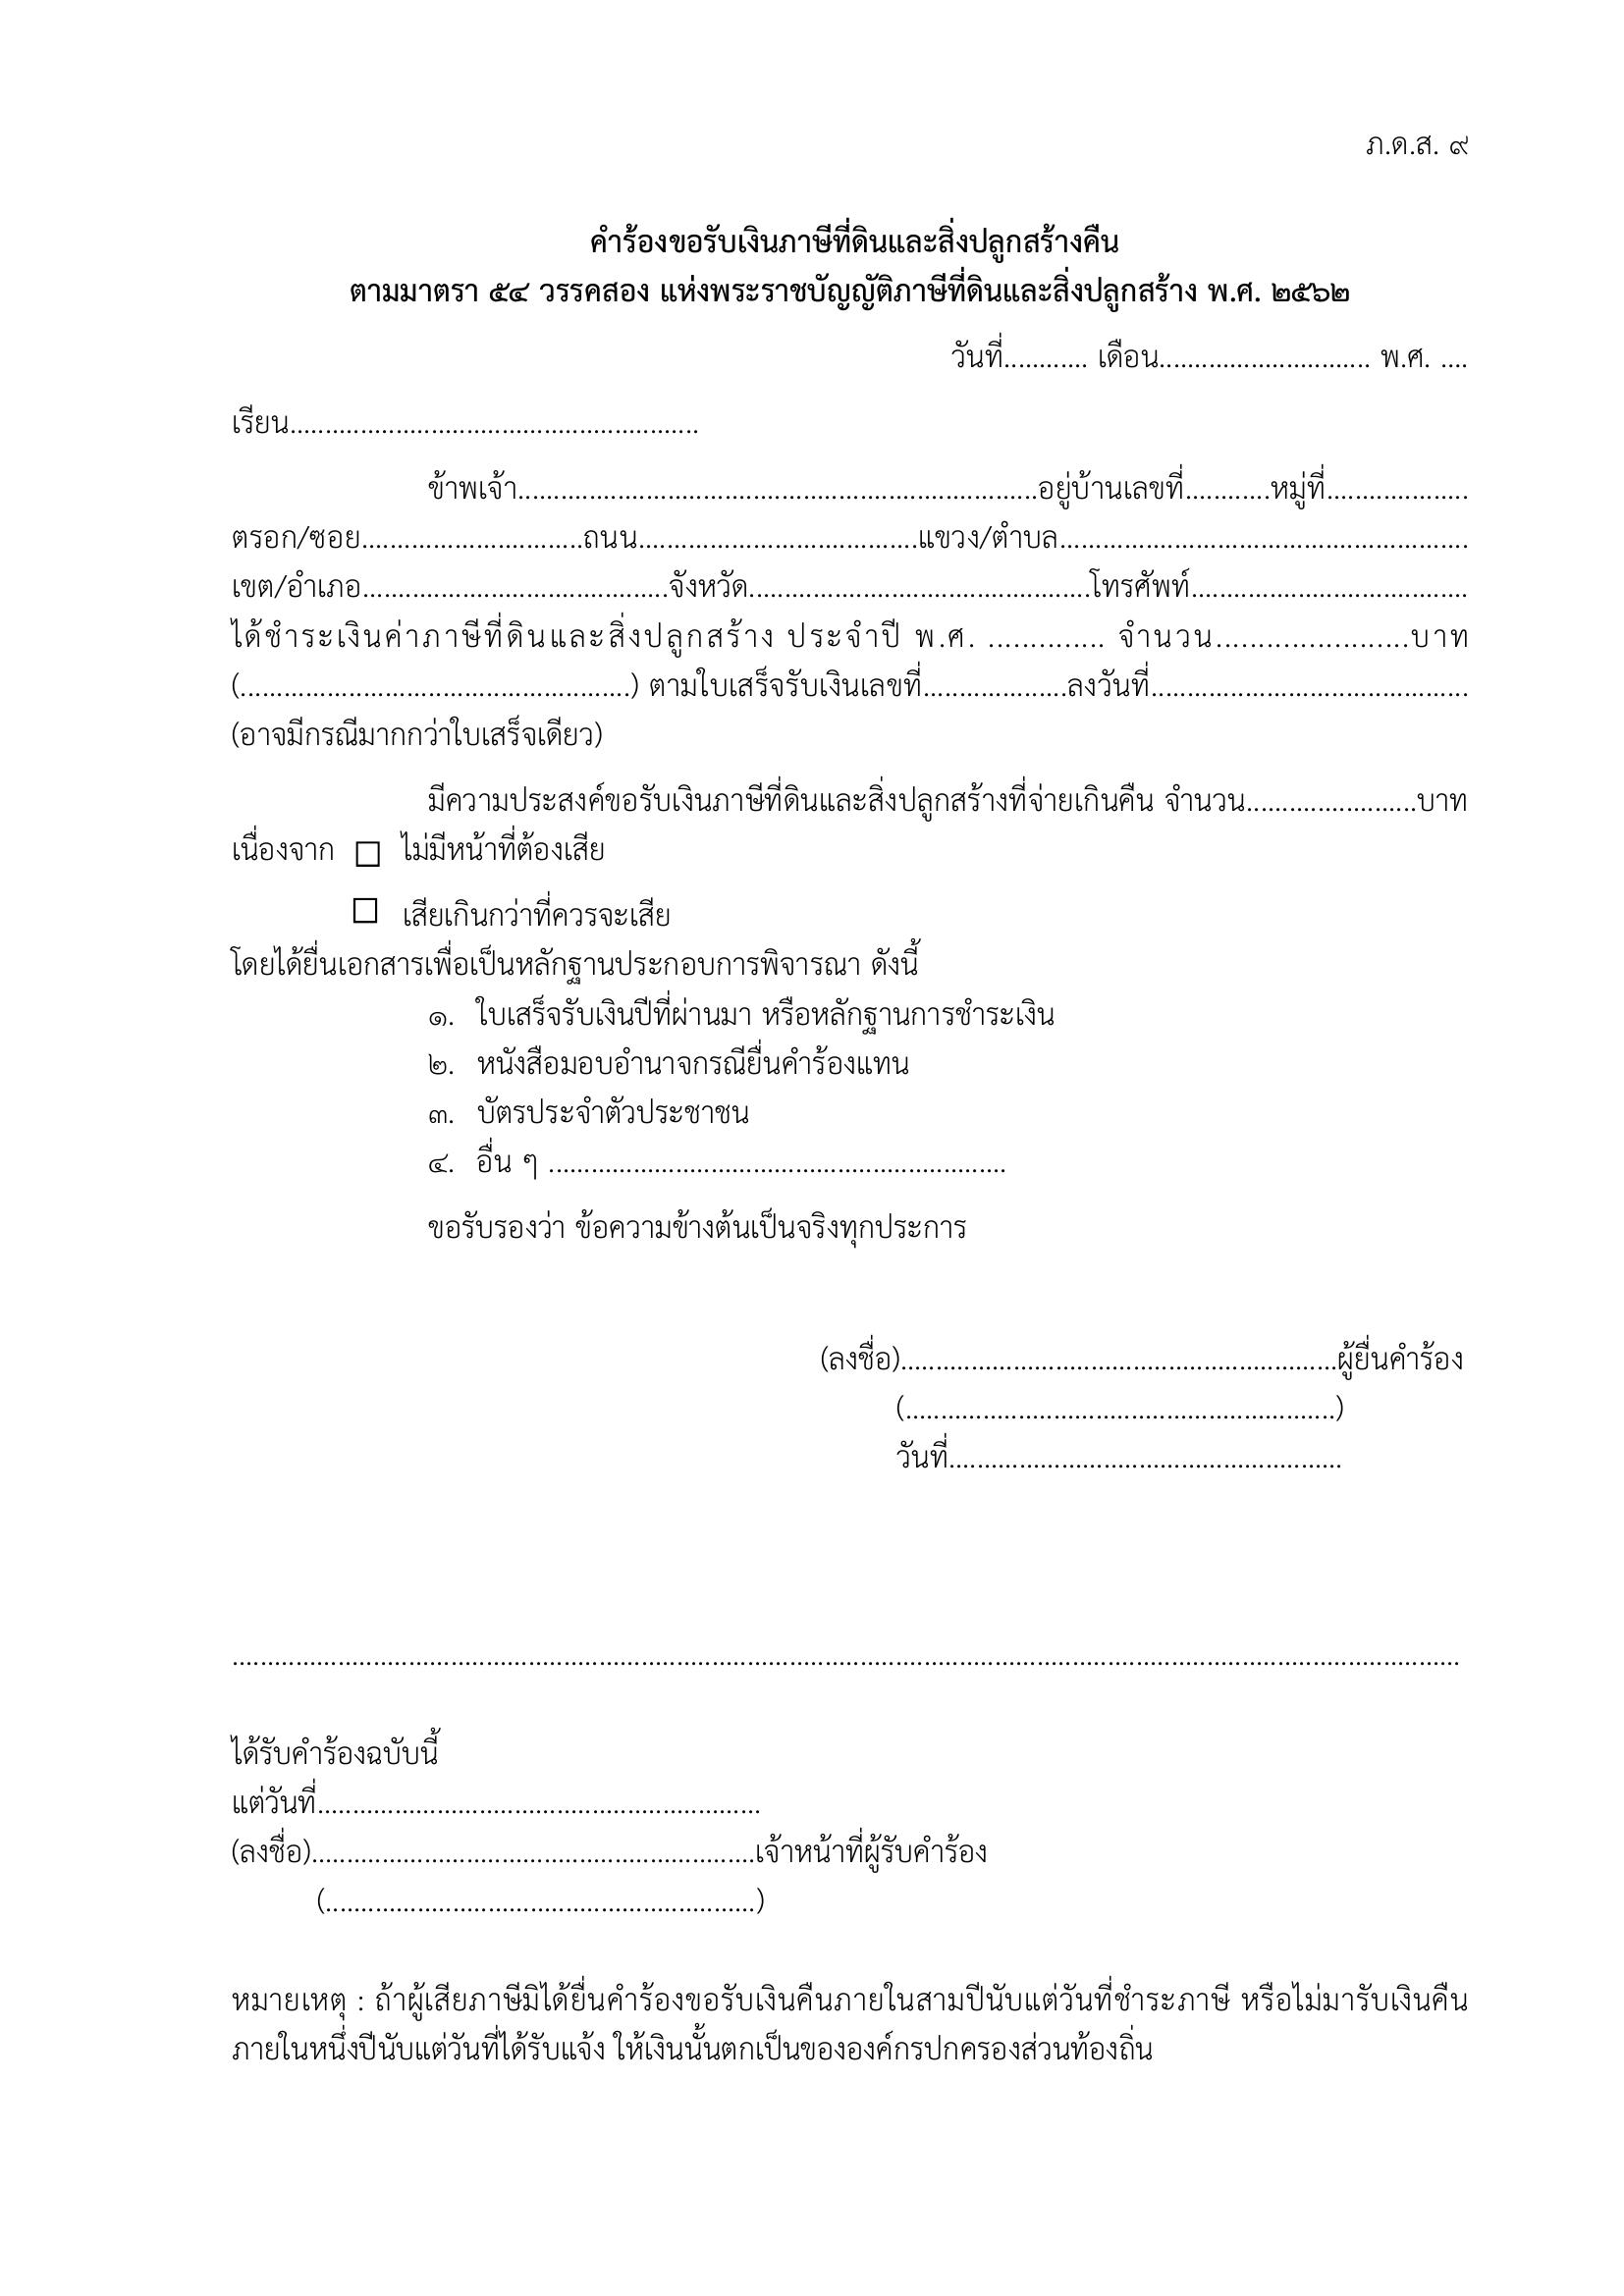 ภ.ด.ส. ๙
คำร้องขอรับเงินภาษีที่ดินและสิ่งปลูกสร้างคืน
ตามมาตรา ๕๔ วรรคสอง แห่งพระราชบัญญัติภาษีที่ดินและสิ่งปลูกสร้าง พ.ศ. ๒๕๖๒
วันที่............ เดือน.............................. พ.ศ. ....
เรียน..........................................................
ข้าพเจ้า..........................................................................อยู่บ้านเลขที่............หมู่ที่....................
ตรอก/ซอย...............................ถนน.......................................แขวง/ตำบล.........................................................
เขต/อำเภอ...........................................จังหวัด................................................โทรศัพท์.......................................
ได้ชำระเงินค่าภาษีที่ดินและสิ่งปลูกสร้าง ประจำปี พ.ศ. .............. จำนวน.......................บาท
(.......................................................) ตามใบเสร็จรับเงินเลขที่....................ลงวันที่.............................................
(อาจมีกรณีมากกว่าใบเสร็จเดียว)
มีความประสงค์ขอรับเงินภาษีที่ดินและสิ่งปลูกสร้างที่จ่ายเกินคืน จำนวน........................บาท
เนื่องจาก □ ไม่มีหน้าที่ต้องเสีย
□ เสียเกินกว่าที่ควรจะเสีย
โดยได้ยื่นเอกสารเพื่อเป็นหลักฐานประกอบการพิจารณา ดังนี้
๑. ใบเสร็จรับเงินปีที่ผ่านมา หรือหลักฐานการชำระเงิน
๒. หนังสือมอบอำนาจกรณียื่นคำร้องแทน
๓. บัตรประจำตัวประชาชน
๔. อื่น ๆ .................................................................
ขอรับรองว่า ข้อความข้างต้นเป็นจริงทุกประการ
(ลงชื่อ)..............................................................ผู้ยื่นคำร้อง
(.............................................................)
วันที่........................................................
..............................................................................................................................................................................
ได้รับคำร้องฉบับนี้
แต่วันที่...............................................................
(ลงชื่อ)...............................................................เจ้าหน้าที่ผู้รับคำร้อง
(.............................................................)
หมายเหตุ : ถ้าผู้เสียภาษีมิได้ยื่นคำร้องขอรับเงินคืนภายในสามปีนับแต่วันที่ชำระภาษี หรือไม่มารับเงินคืน
ภายในหนึ่งปีนับแต่วันที่ได้รับแจ้ง ให้เงินนั้นตกเป็นขององค์กรปกครองส่วนท้องถิ่น